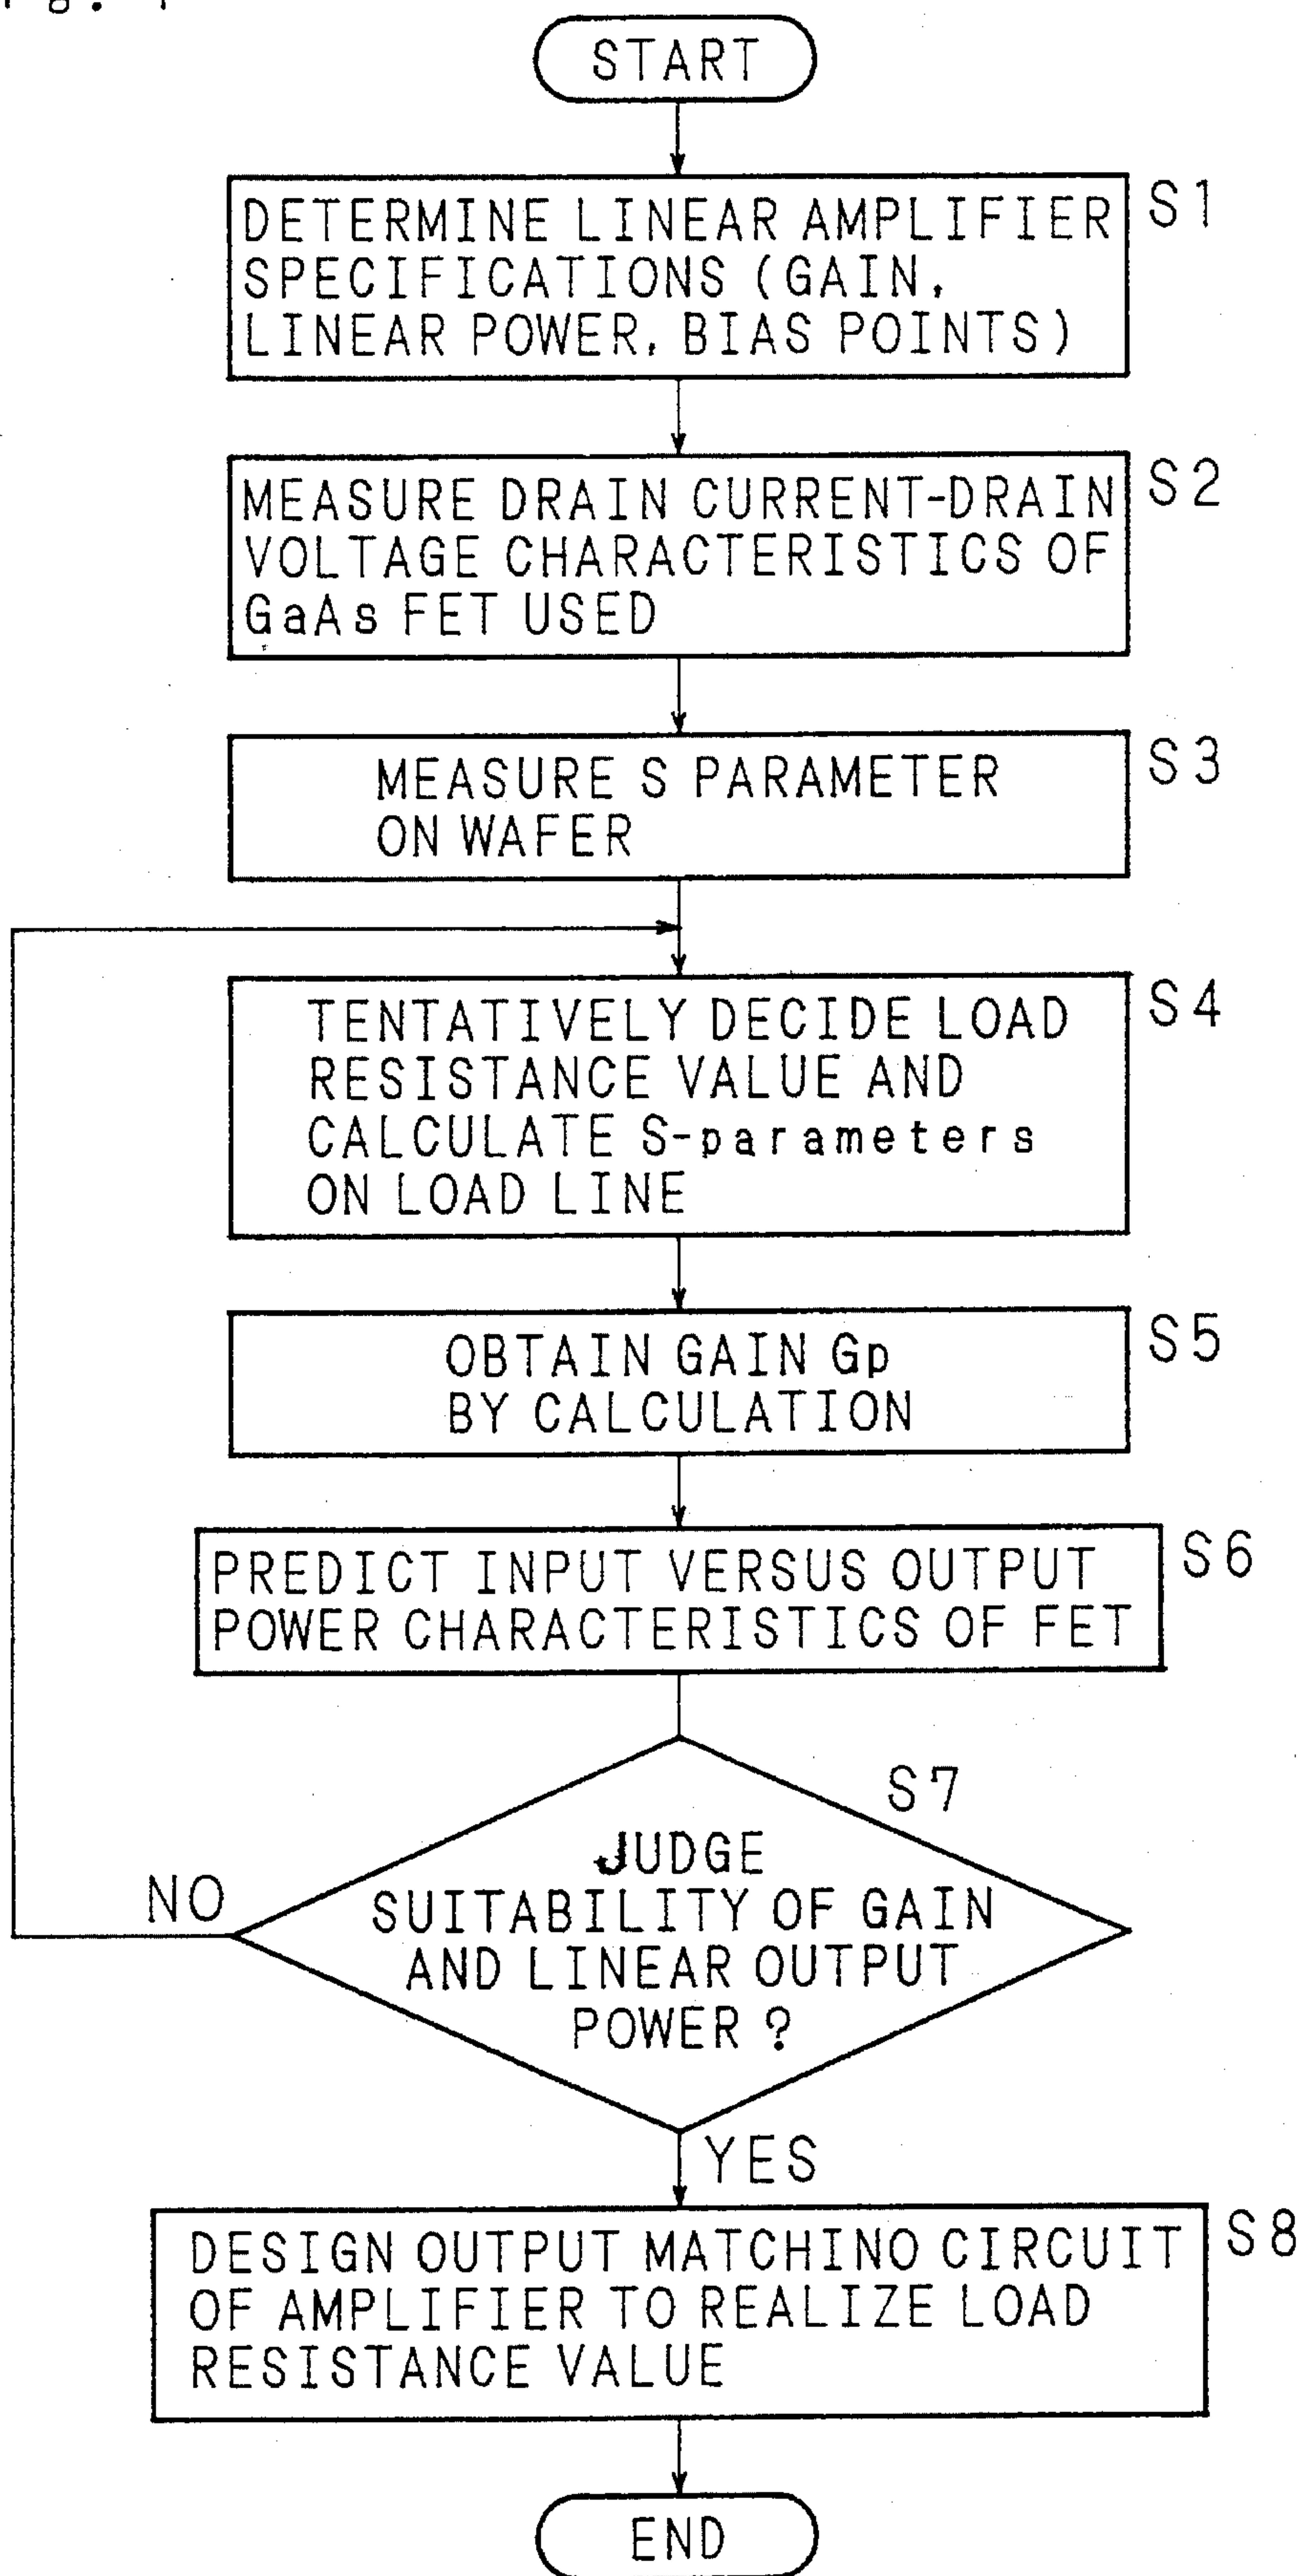 START
S1
DETERMINE LINEAR AMPLIFIER
SPECIFICATIONS (GAIN,
LINEAR POWER, BIAS POINTS)
S2
MEASURE DRAIN CURRENT-DRAIN
VOLTAGE CHARACTERISTICS OF
GaAs FET USED
S3
MEASURE S PARAMETER
ON WAFER
S4
TENTATIVELY DECIDE LOAD
RESISTANCE VALUE AND
CALCULATE S-parameters
ON LOAD LINE
S5
OBTAIN GAIN Gp
BY CALCULATION
S6
PREDICT INPUT VERSUS OUTPUT
POWER CHARACTERISTICS OF FET
S7
JUDGE
SUITABILITY OF GAIN
AND LINEAR OUTPUT
POWER ?
NO
YES
S8
DESIGN OUTPUT MATCHINO CIRCUIT
OF AMPLIFIER TO REALIZE LOAD
RESISTANCE VALUE
END